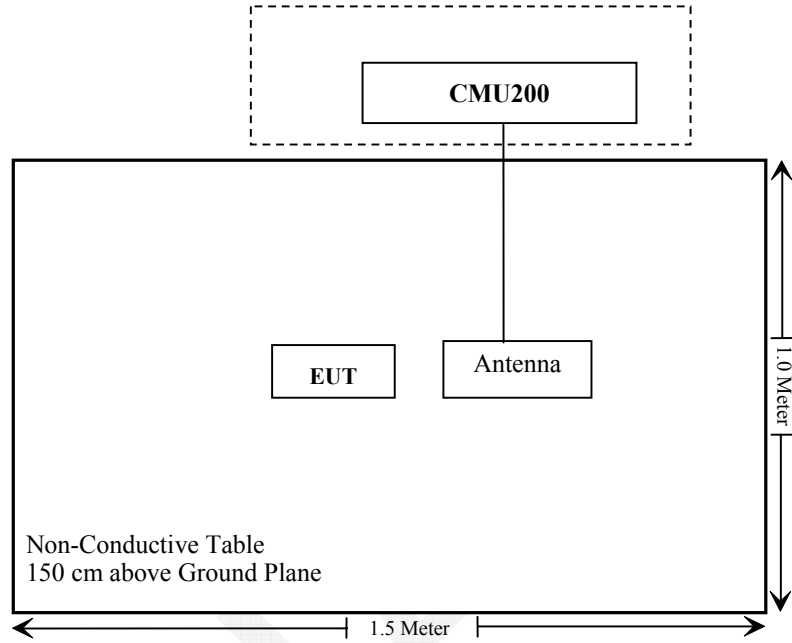 CMU200
EUT
Antenna
1.0 Meter
Non-Conductive Table
150 cm above Ground Plane
1.5 Meter